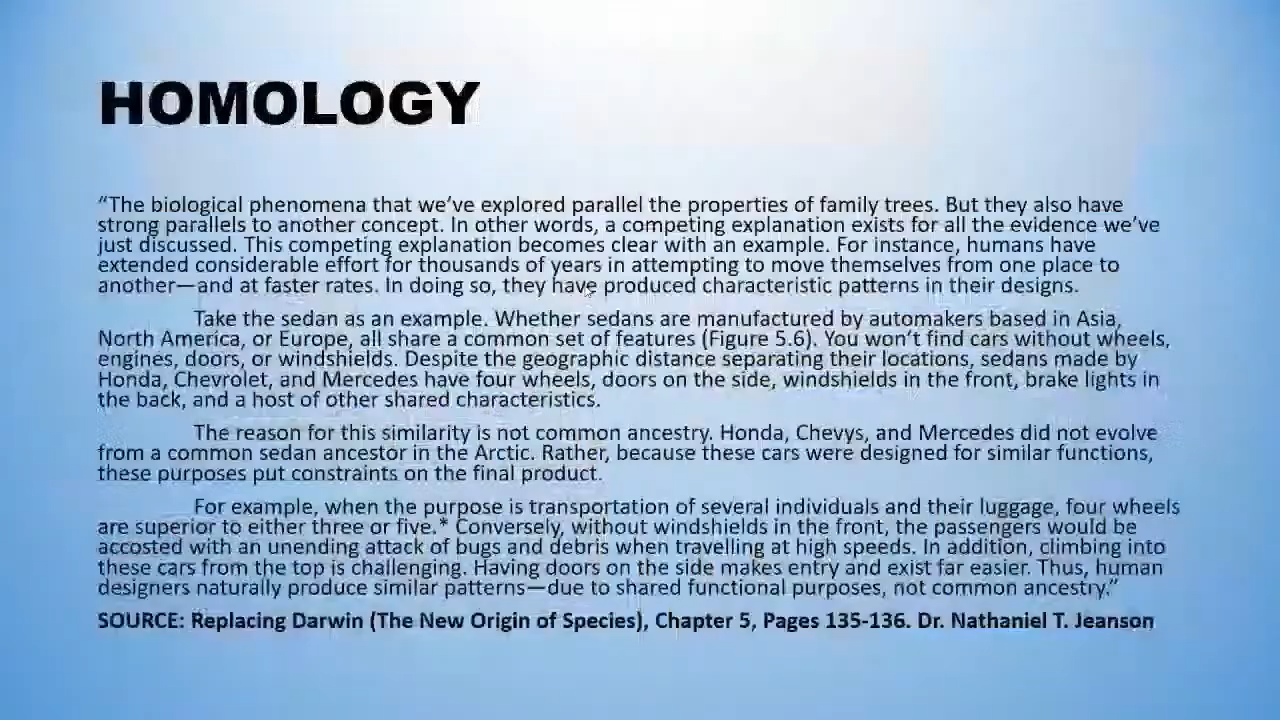 HOMOLOGY
“The biological phenomena that we’ve explored parallel the properties of family trees. But they also have
strong parallels to another concept. In other words, a competing explanation exists for all the evidence we’ve
just discussed. This competing explanation becomes clear with an example. For instance, humans have
extended considerable effort for thousands of years in attempting to move themselves from one place to
another—and at faster rates. In doing so, they have produced characteristic patterns in their designs.
Take the sedan as an example. Whether sedans are manufactured by automakers based in Asia,
North America, or Europe, all share a common set of features (Figure 5.6). You won’t find cars without wheels,
engines, doors, or windshields. Despite the geographic distance separating their locations, sedans made by
Honda, Chevrolet, and Mercedes have four wheels, doors on the side, windshields in the front, brake lights in
the back, and a host of other shared characteristics.
The reason for this similarity is not common ancestry. Honda, Chevys, and Mercedes did not evolve
from a common sedan ancestor in the Arctic. Rather, because these cars were designed for similar functions,
these purposes put constraints on the final product.
For example, when the purpose is transportation of several individuals and their luggage, four wheels
are superior to either three or five.* Conversely, without windshields in the front, the passengers would be
accosted with an unending attack of bugs and debris when travelling at high speeds. In addition, climbing into
these cars from the top is challenging. Having doors on the side makes entry and exist far easier. Thus, human
designers naturally produce similar patterns—due to shared functional purposes, not common ancestry.”
SOURCE: Replacing Darwin (The New Origin of Species), Chapter 5, Pages 135-136. Dr. Nathaniel T. Jeanson